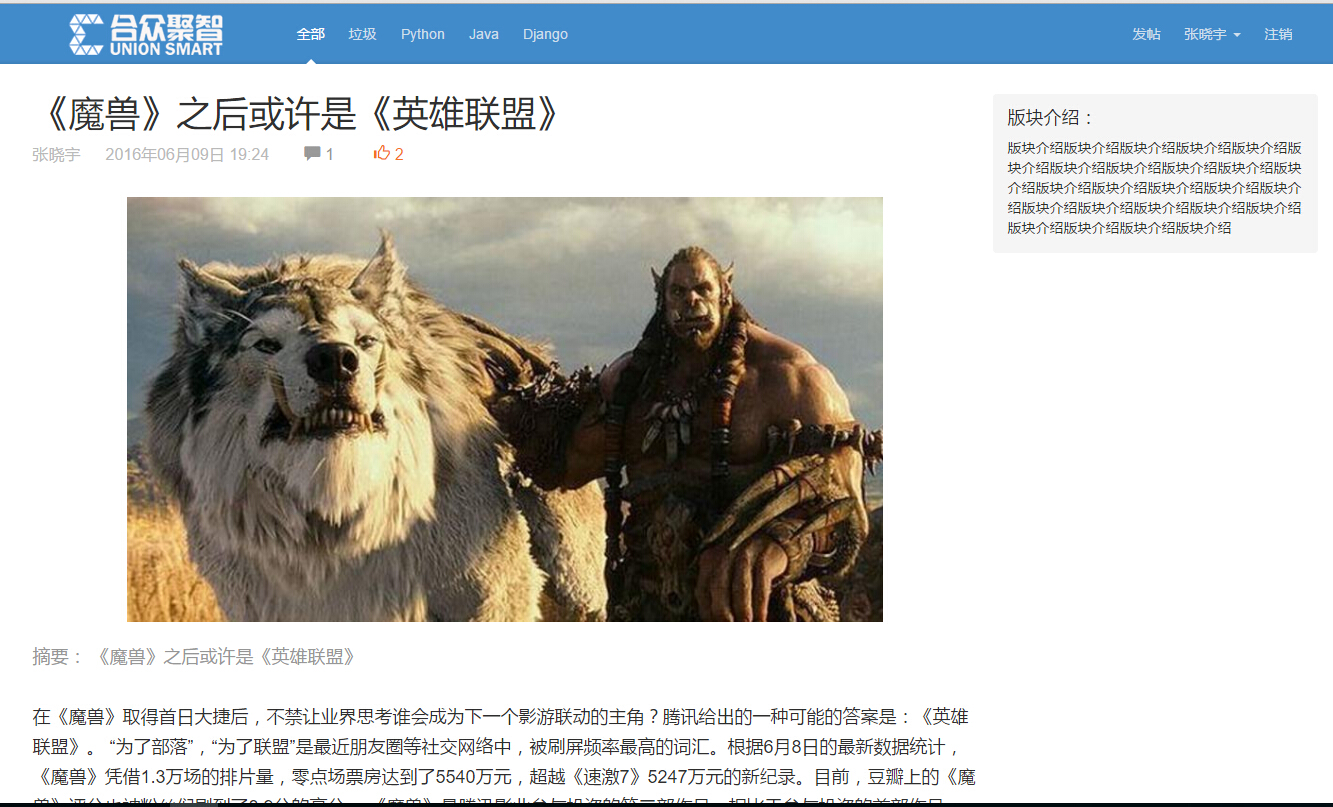 合众聚智
UNION SMART
全部 垃圾 Python Java Django
发帖 张晓宇 注销
《魔兽》之后或许是《英雄联盟》
张晓宇 2016年06月09日 19:24 1 2
版块介绍：
版块介绍版块介绍版块介绍版块介绍版块介绍版
块介绍版块介绍版块介绍版块介绍版块介绍版块
介绍版块介绍版块介绍版块介绍版块介绍版块介
绍版块介绍版块介绍版块介绍版块介绍版块介绍
版块介绍版块介绍版块介绍版块介绍
摘要：《魔兽》之后或许是《英雄联盟》
在《魔兽》取得首日大捷后，不禁让业界思考谁会成为下一个影游联动的主角？腾讯给出的一种可能的答案是：《英雄
联盟》。 “为了部落”，“为了联盟”是最近朋友圈等社交网络中，被刷屏频率最高的词汇。根据6月8日的最新数据统计，
《魔兽》凭借1.3万场的排片量，零点场票房达到了5540万元，超越《速激7》5247万元的新纪录。目前，豆瓣上的《魔